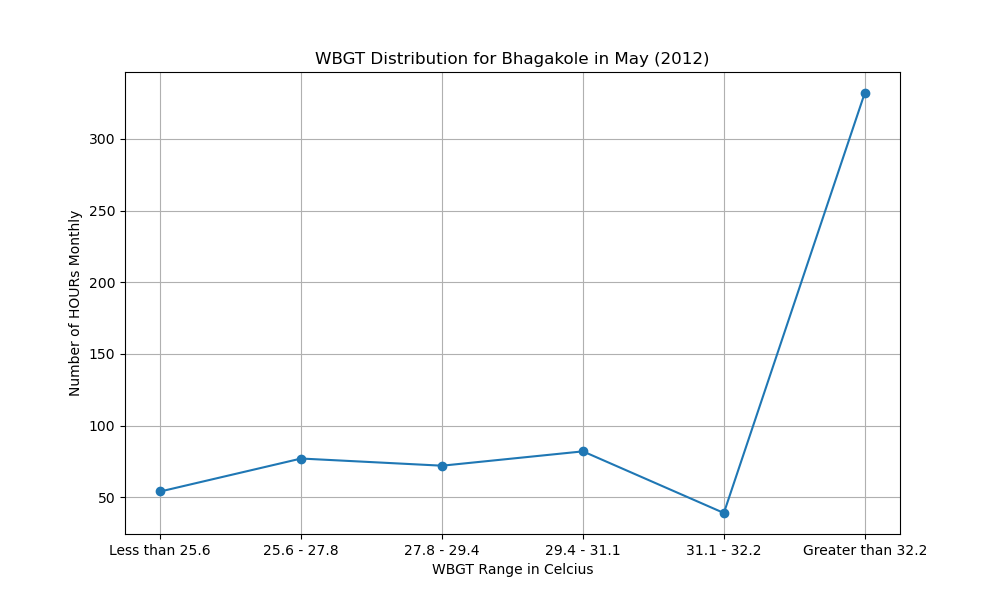 WBGT Distribution for Bhagakole in May (2012)
Number of HOURs Monthly
300
250
200
150
100
50
Less than 25.6 25.6 - 27.8 27.8 - 29.4 29.4 - 31.1 31.1 - 32.2 Greater than 32.2
WBGT Range in Celcius